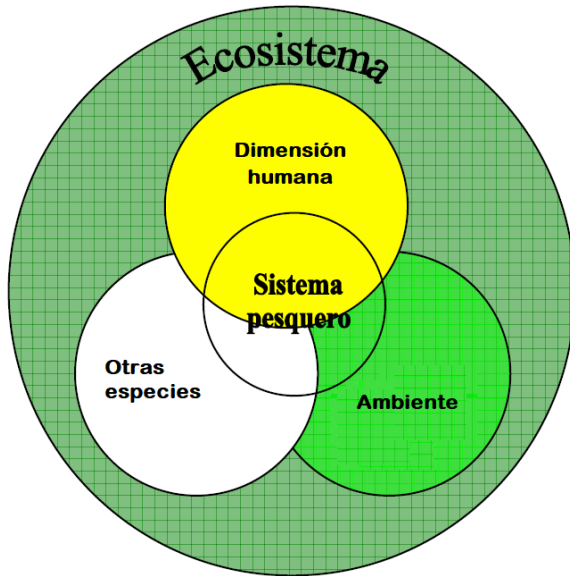 Ecosistema
Dimensión
humana
Sistema
pesquero
Otras
especies
Ambiente